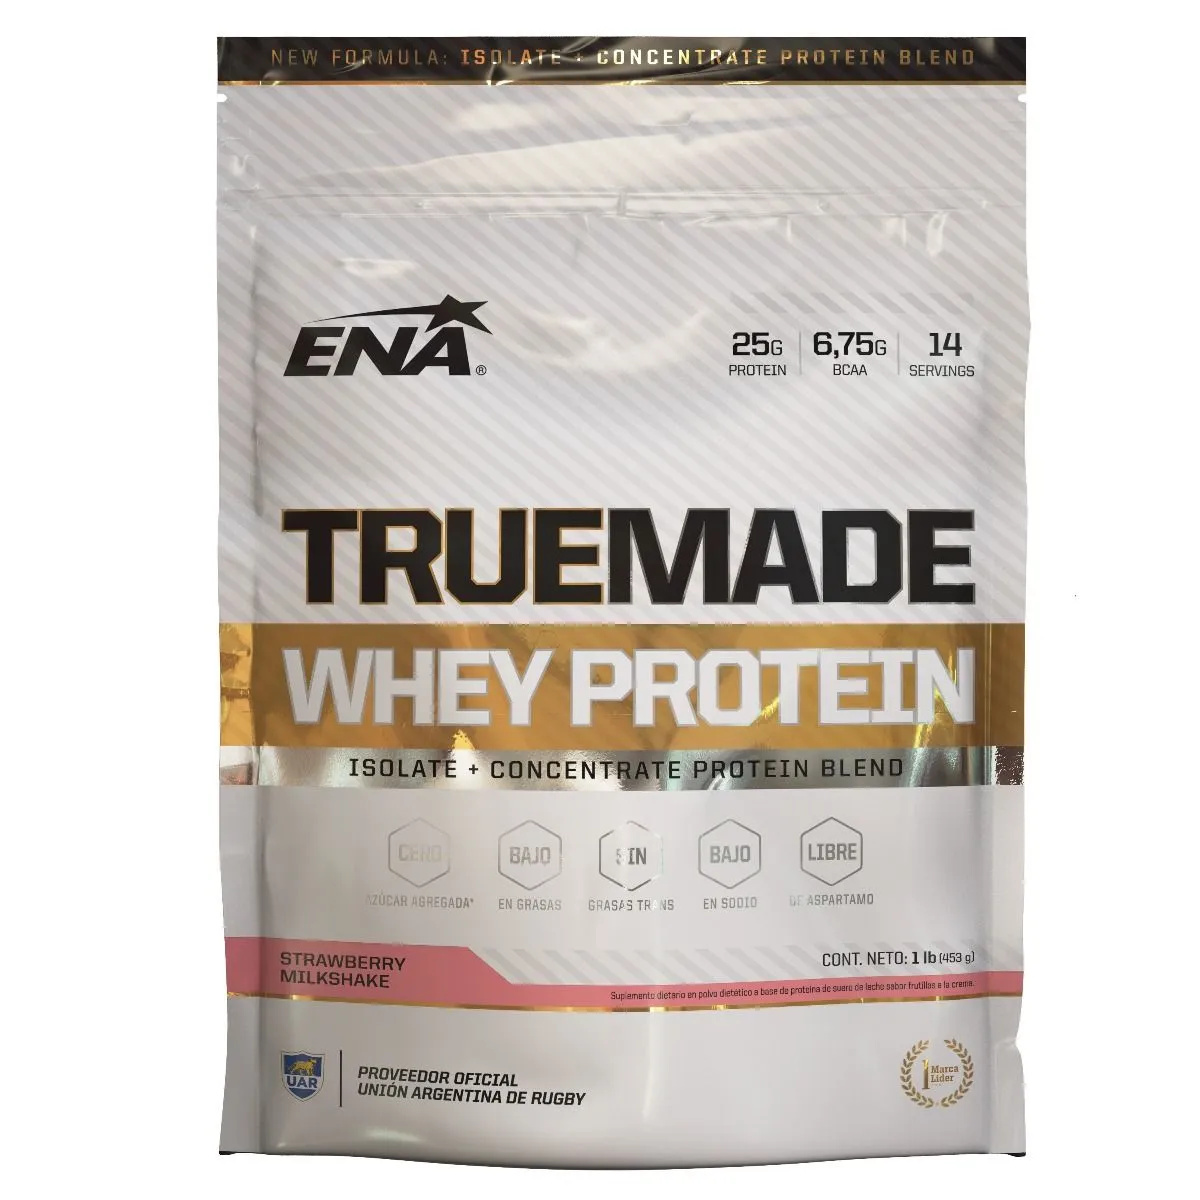 NEW FORMULA: ISOLATE + CONCENTRATE PROTEIN BLEND
ENA®
25G
PROTEIN
6,75G
BCAA
14
SERVINGS
TRUEMADE
WHEY PROTEIN
ISOLATE + CONCENTRATE PROTEIN BLEND
CERO
AZÚCAR AGREGADA*
BAJO
EN GRASAS
SIN
GRASAS TRANS
BAJO
EN SODIO
LIBRE
DE ASPARTAMO
STRAWBERRY
MILKSHAKE
CONT. NETO: 1 lb (453 g)
Suplemento dietario en polvo dietético a base de proteína de suero de leche sabor frutillas a la crema.
UAR
PROVEEDOR OFICIAL
UNIÓN ARGENTINA DE RUGBY
1
Marca
Líder